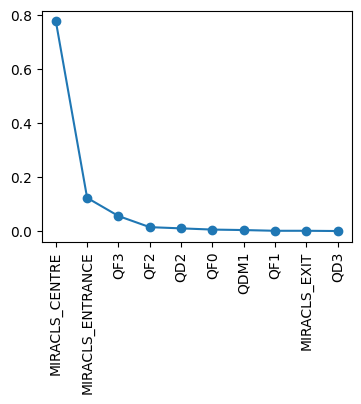 0.8
0.6
0.4
0.2
0.0
MIRACLS_CENTRE
MIRACLS_ENTRANCE
QF3
QF2
QD2
QF0
QDM1
QF1
MIRACLS_EXIT
QD3